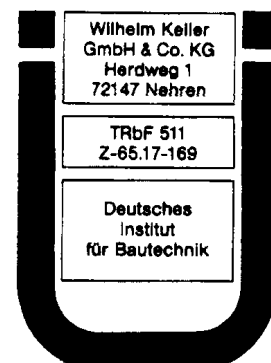 Wilhelm Keller
GmbH & Co. KG
Herdweg 1
72147 Nehren
TRbF 511
Z-65.17-169
Deutsches
Institut
für Bautechnik